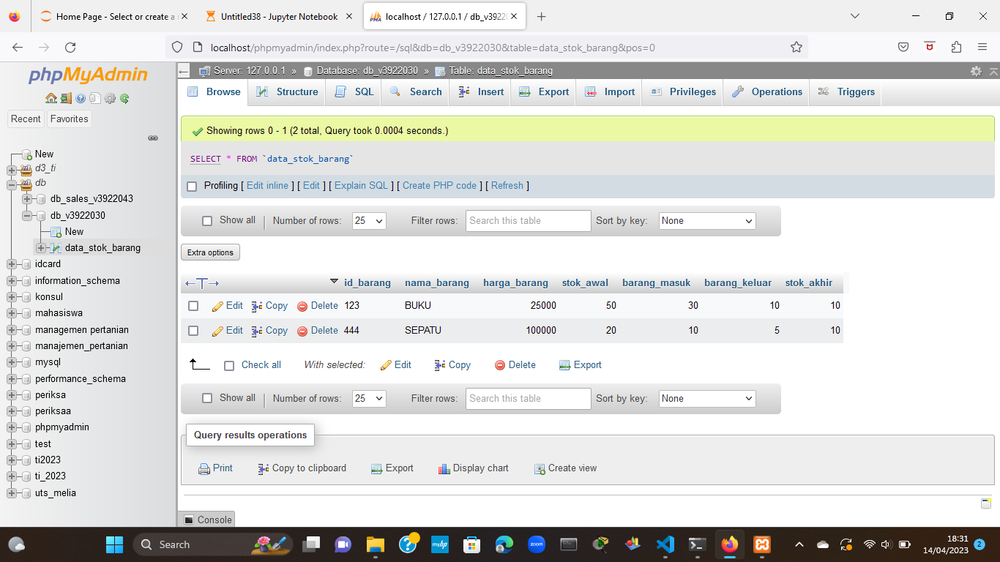 Home Page - Select or create a
Untitled38 - Jupyter Notebook
localhost / 127.0.0.1 / db_v3922
localhost/phpmyadmin/index.php?route=/sql&db=db_v3922030&table=data_stok_barang&pos=0
phpMyAdmin
Recent Favorites
New
d3_ti
db
db_sales_v3922043
db_v3922030
New
data_stok_barang
idcard
information_schema
konsul
mahasiswa
managemen pertanian
manajemen_pertanian
mysql
performance_schema
periksa
periksaa
phpmyadmin
test
ti2023
ti_2023
uts_melia
Server: 127.0.0.1 » Database: db_v3922030 » Table: data_stok_barang
Browse Structure SQL Search Insert Export Import Privileges Operations Triggers
Showing rows 0 - 1 (2 total, Query took 0.0004 seconds.)
SELECT * FROM `data_stok_barang`
Profiling [ Edit inline ] [ Edit ] [ Explain SQL ] [ Create PHP code ] [ Refresh ]
Show all Number of rows: 25 Filter rows: Search this table Sort by key: None
Extra options
id_barang nama_barang harga_barang stok_awal barang_masuk barang_keluar stok_akhir
Edit Copy Delete 123 BUKU 25000 50 30 10 10
Edit Copy Delete 444 SEPATU 100000 20 10 5 10
Check all With selected: Edit Copy Delete Export
Show all Number of rows: 25 Filter rows: Search this table Sort by key: None
Query results operations
Print Copy to clipboard Export Display chart Create view
Console
Search
myhp
zoom
18:31
14/04/2023
2